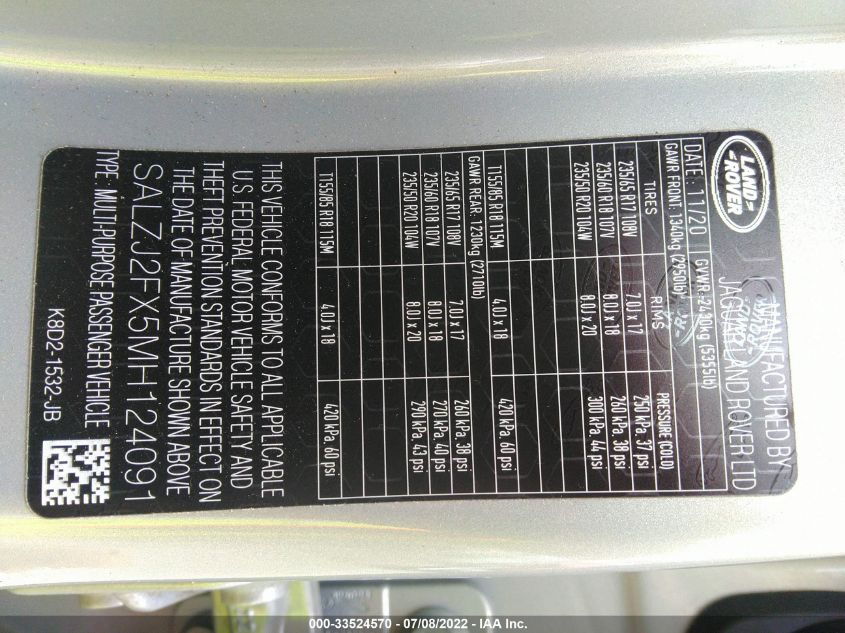 LAND-
-ROVER
MANUFACTURED BY
JAGUAR LAND ROVER LTD
DATE: 11/20 GVWR: 2430kg (5355lb)
GAWR FRONT: 1340kg (2950lb)
TIRES RIMS PRESSURE (COLD)
235/65 R17 108V 7.0J x 17 250 kPa, 37 psi
235/60 R18 107V 8.0J x 18 260 kPa, 38 psi
235/50 R20 104W 8.0J x 20 300 kPa, 44 psi
T155/85 R18 115M 4.0J x 18 420 kPa, 60 psi
GAWR REAR: 1230kg (2710lb)
235/65 R17 108V 7.0J x 17 260 kPa, 38 psi
235/60 R18 107V 8.0J x 18 270 kPa, 40 psi
235/50 R20 104W 8.0J x 20 290 kPa, 43 psi
T155/85 R18 115M 4.0J x 18 420 kPa, 60 psi
THIS VEHICLE CONFORMS TO ALL APPLICABLE
U.S. FEDERAL MOTOR VEHICLE SAFETY AND
THEFT PREVENTION STANDARDS IN EFFECT ON
THE DATE OF MANUFACTURE SHOWN ABOVE
SALZJ2FX5MH124091
TYPE: MULTI-PURPOSE PASSENGER VEHICLE
K8D2-1532-JB
000-33524570 - 07/08/2022 - IAA Inc.